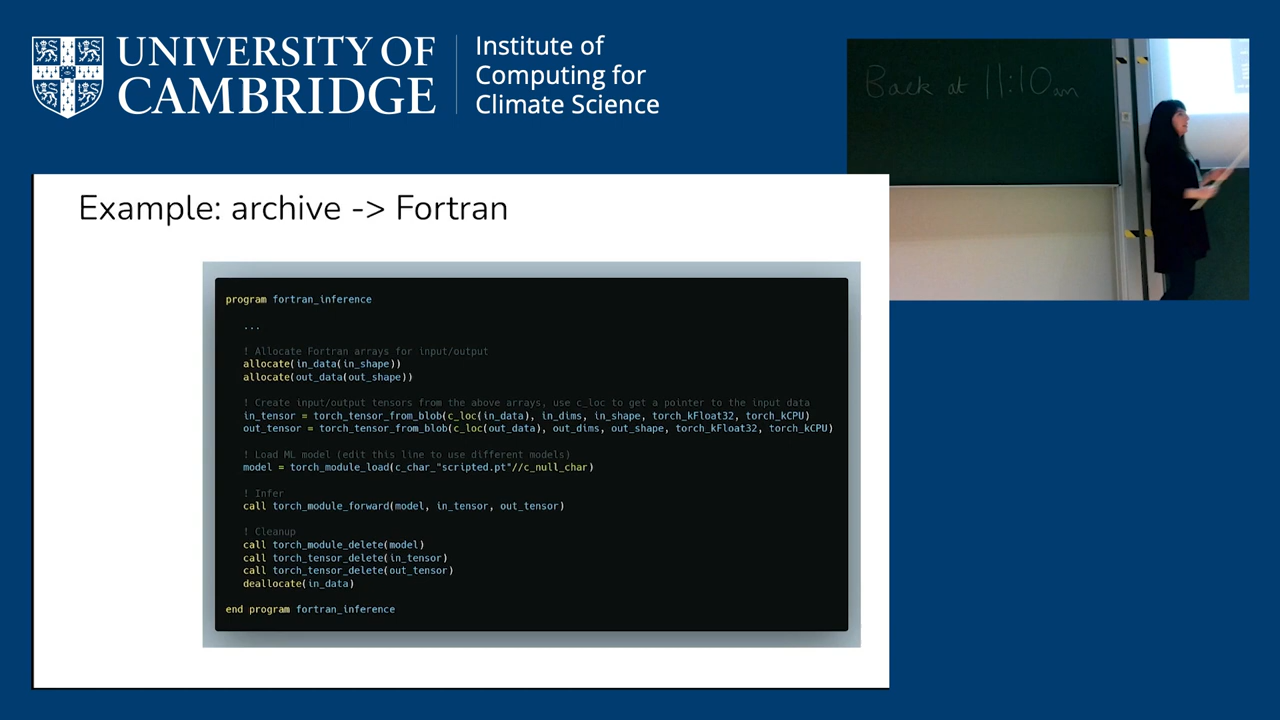 UNIVERSITY OF
CAMBRIDGE
Institute of
Computing for
Climate Science
Back at 11:10am
Example: archive -> Fortran
program fortran_inference
...
! Allocate Fortran arrays for input/output
allocate(in_data(in_shape))
allocate(out_data(out_shape))
! Create input/output tensors from the above arrays, use c_loc to get a pointer to the input data
in_tensor = torch_tensor_from_blob(c_loc(in_data), in_dims, in_shape, torch_kFloat32, torch_kCPU)
out_tensor = torch_tensor_from_blob(c_loc(out_data), out_dims, out_shape, torch_kFloat32, torch_kCPU)
! Load ML model (edit this line to use different models)
model = torch_module_load(c_char_"scripted.pt"//c_null_char)
! Infer
call torch_module_forward(model, in_tensor, out_tensor)
! Cleanup
call torch_module_delete(model)
call torch_tensor_delete(in_tensor)
call torch_tensor_delete(out_tensor)
deallocate(in_data)
end program fortran_inference